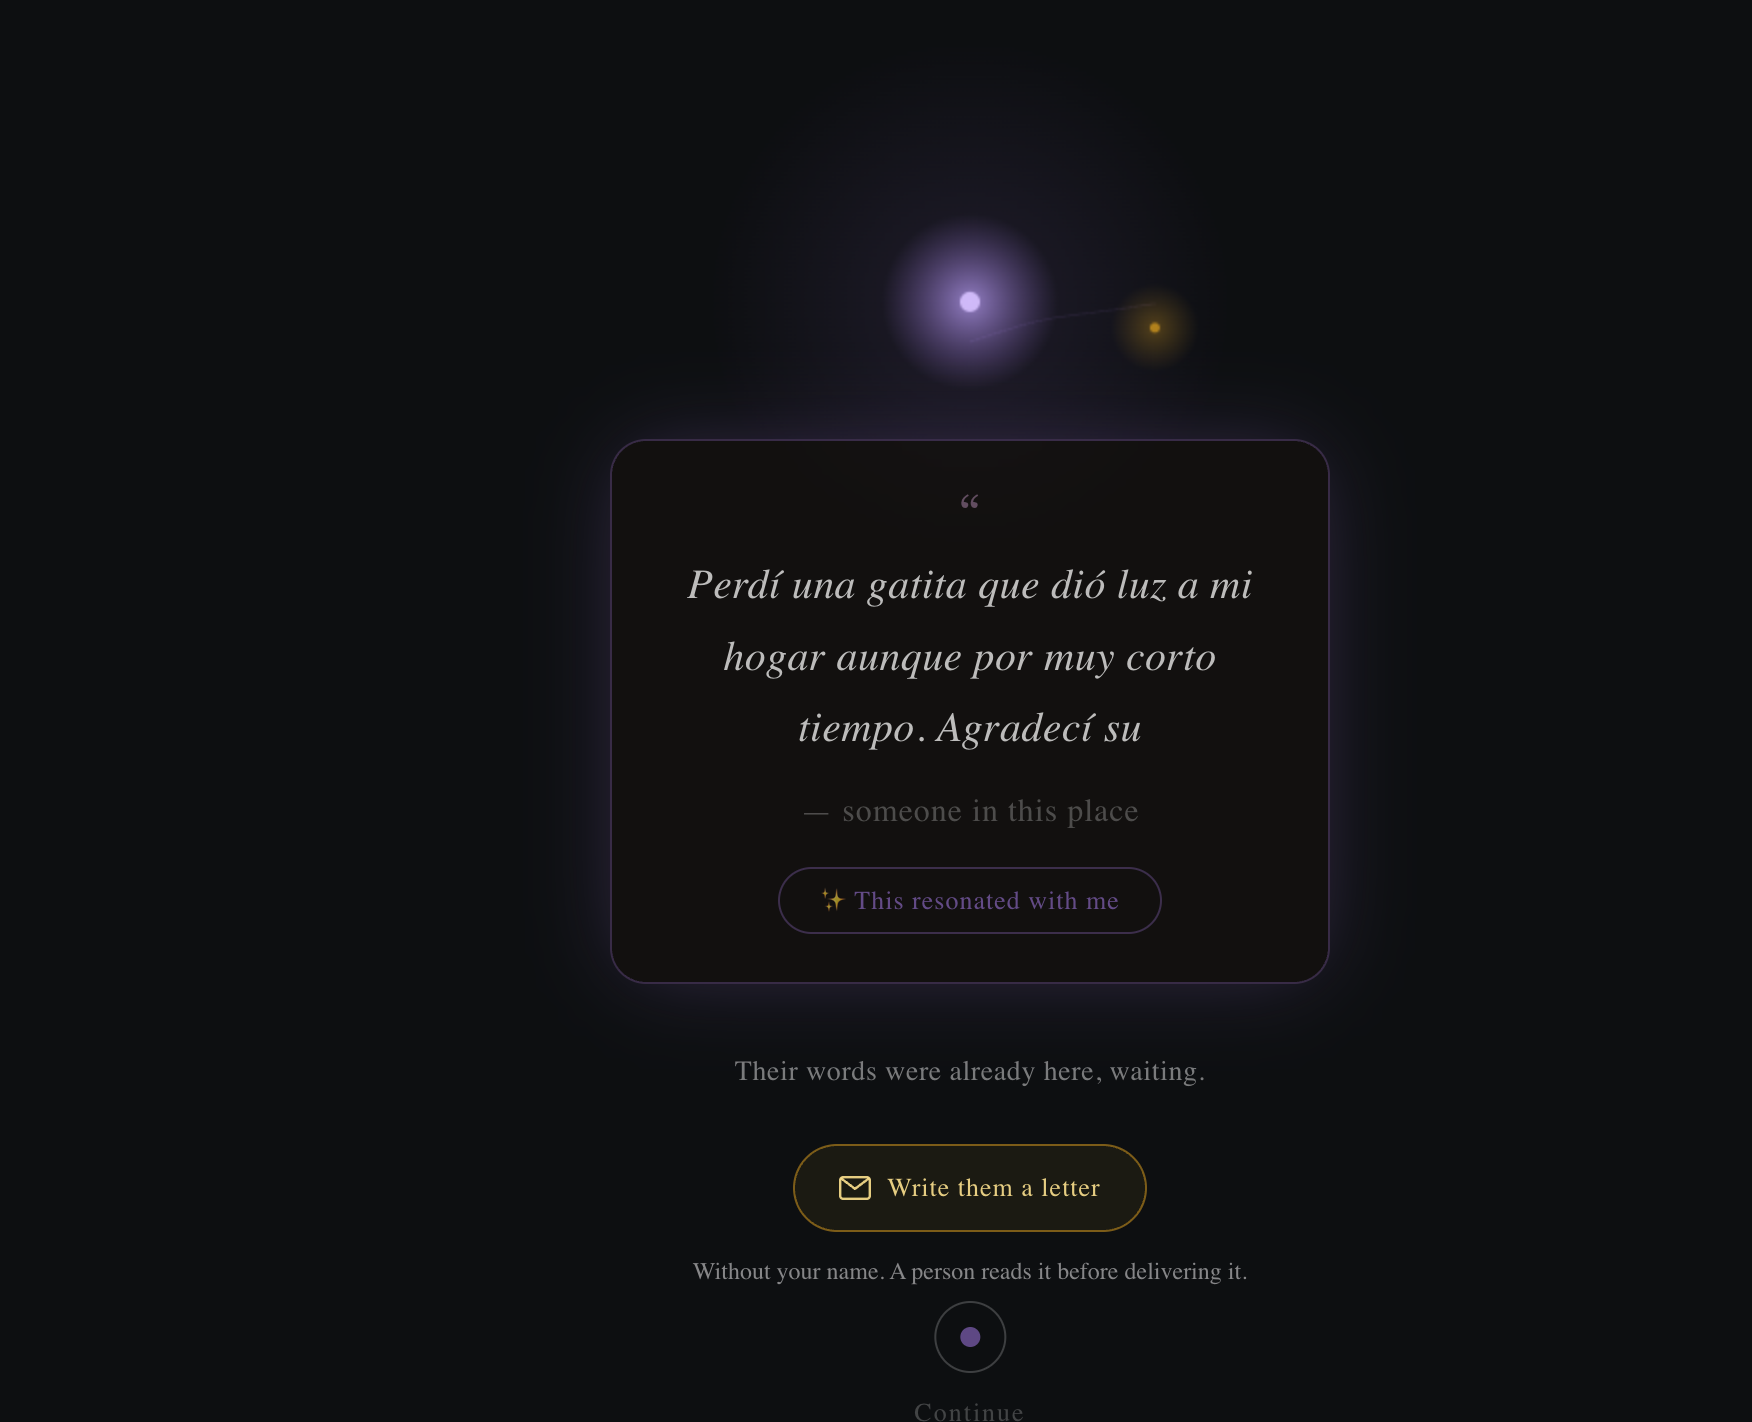 “
Perdí una gatita que dió luz a mi
hogar aunque por muy corto
tiempo. Agradecí su
— someone in this place
✨ This resonated with me
Their words were already here, waiting.
Write them a letter
Without your name. A person reads it before delivering it.
Continue